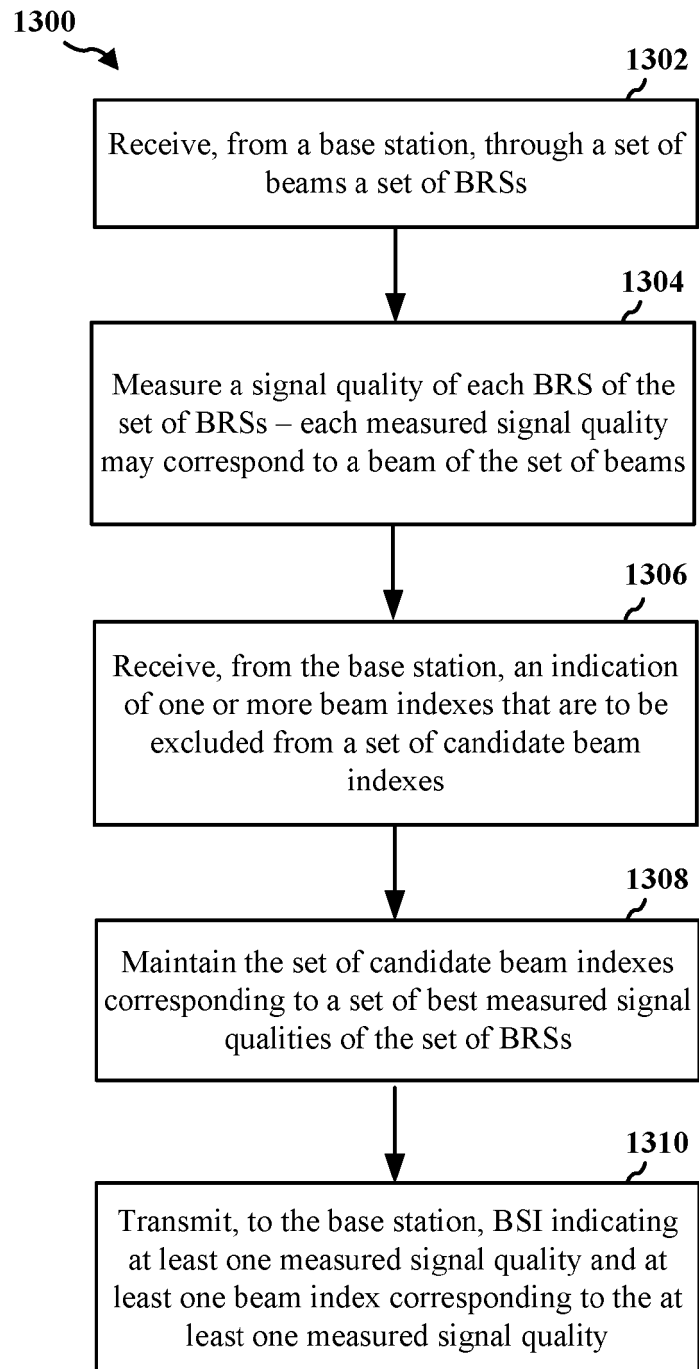 1300
1302
Receive, from a base station, through a set of
beams a set of BRSs
1304
Measure a signal quality of each BRS of the
set of BRSs – each measured signal quality
may correspond to a beam of the set of beams
1306
Receive, from the base station, an indication
of one or more beam indexes that are to be
excluded from a set of candidate beam
indexes
1308
Maintain the set of candidate beam indexes
corresponding to a set of best measured signal
qualities of the set of BRSs
1310
Transmit, to the base station, BSI indicating
at least one measured signal quality and at
least one beam index corresponding to the at
least one measured signal quality